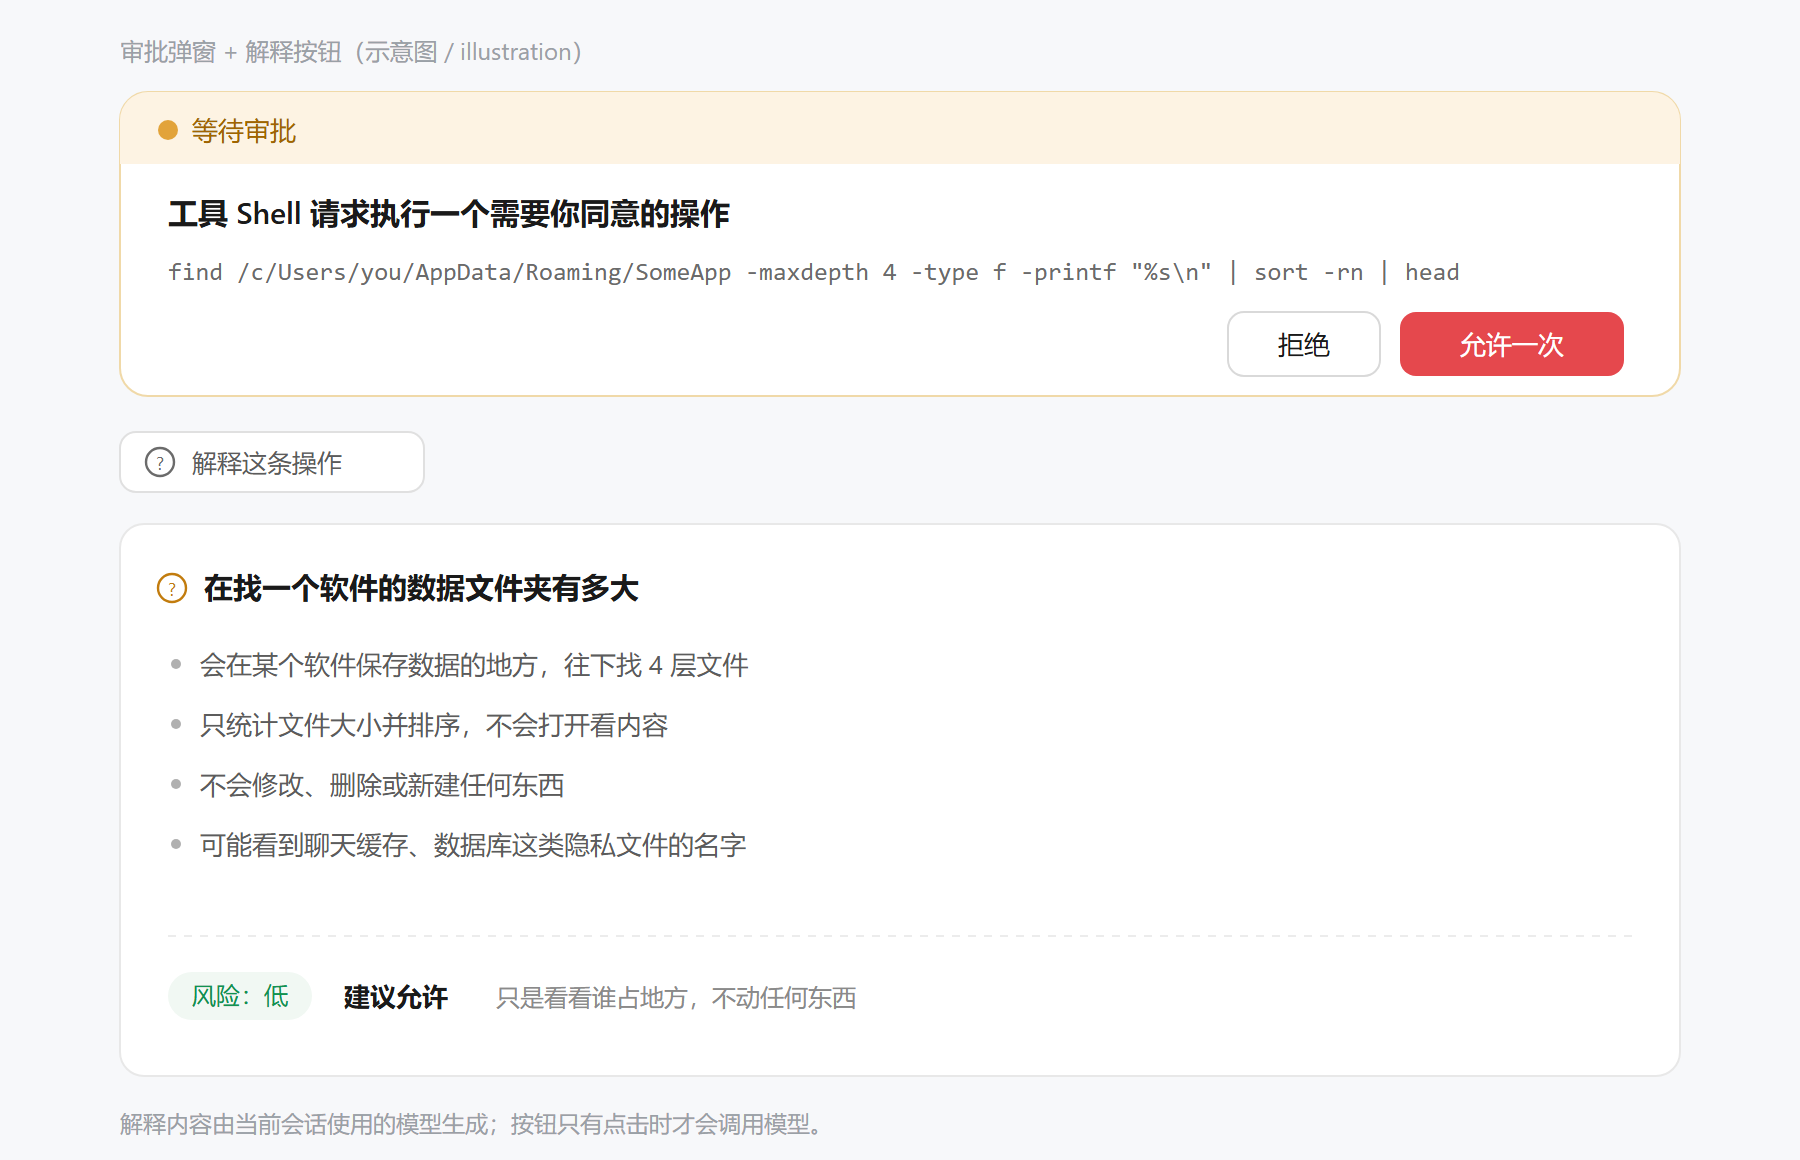 审批弹窗 + 解释按钮（示意图 / illustration）
等待审批
工具 Shell 请求执行一个需要你同意的操作
find /c/Users/you/AppData/Roaming/SomeApp -maxdepth 4 -type f -printf "%s\n" | sort -rn | head
拒绝
允许一次
? 解释这条操作
? 在找一个软件的数据文件夹有多大
会在某个软件保存数据的地方，往下找 4 层文件
只统计文件大小并排序，不会打开看内容
不会修改、删除或新建任何东西
可能看到聊天缓存、数据库这类隐私文件的名字
风险：低 建议允许 只是看看谁占地方，不动任何东西
解释内容由当前会话使用的模型生成；按钮只有点击时才会调用模型。